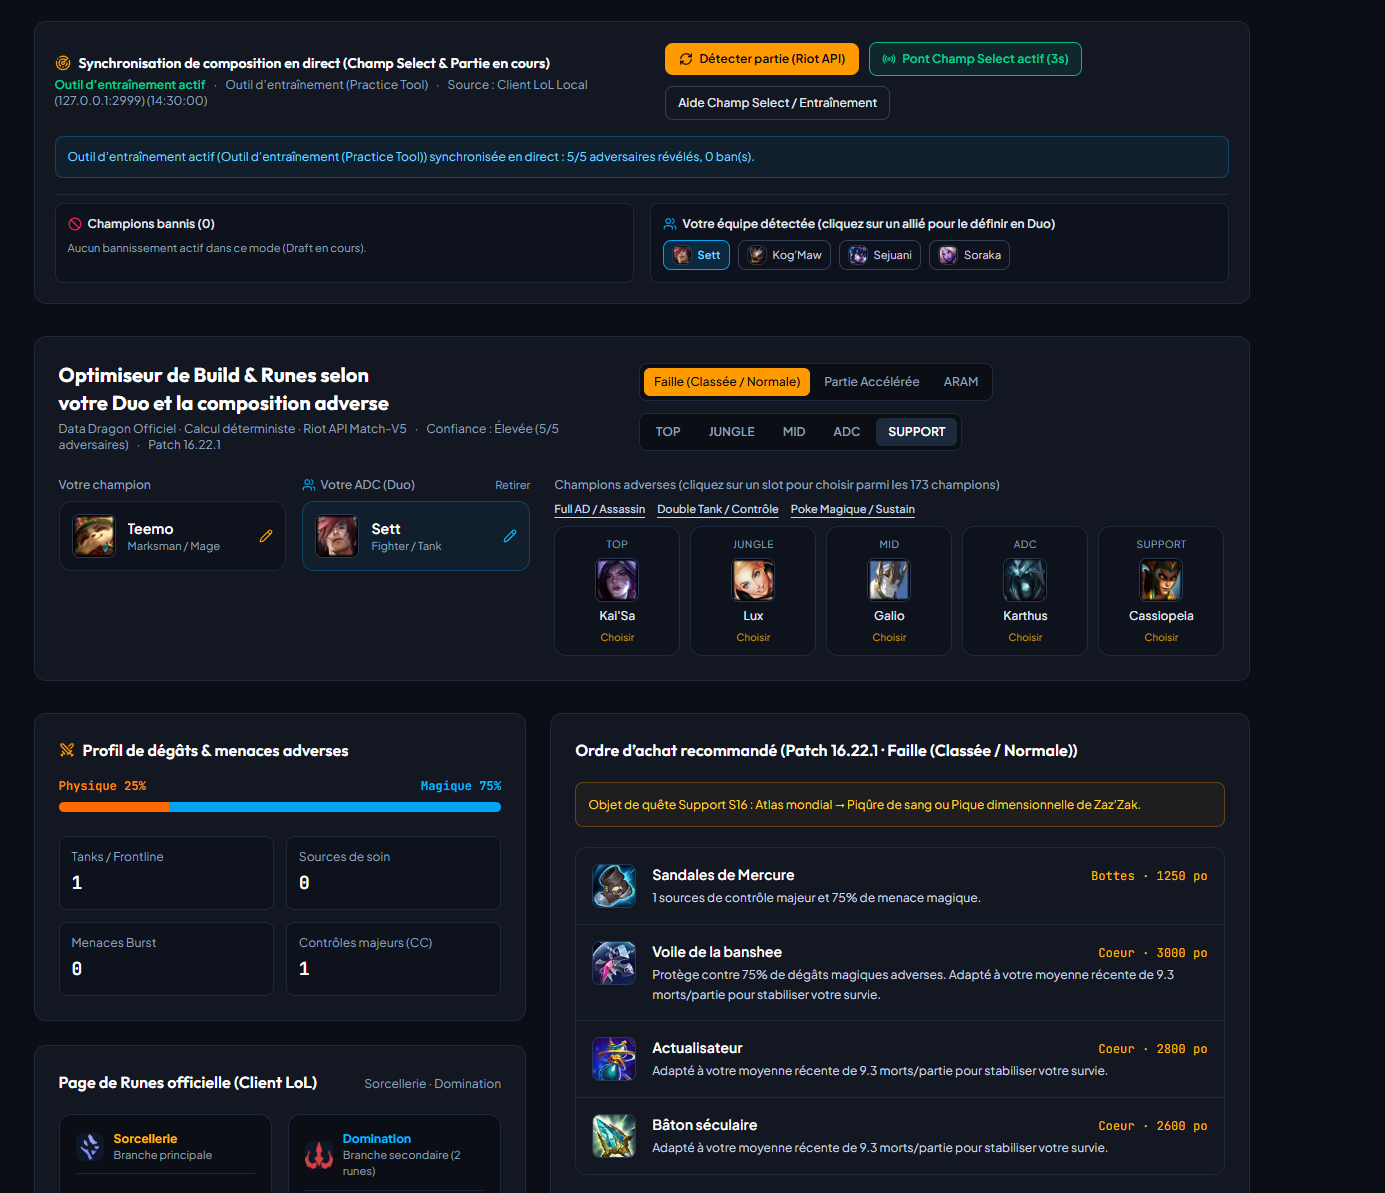 Synchronisation de composition en direct (Champ Select & Partie en cours)
Outil d'entraînement actif · Outil d'entraînement (Practice Tool) · Source : Client LoL Local
(127.0.0.1:2999) (14:30:00)
Détecter partie (Riot API)
Pont Champ Select actif (3s)
Aide Champ Select / Entraînement
Outil d'entraînement actif (Outil d'entraînement (Practice Tool)) synchronisée en direct : 5/5 adversaires révélés, 0 ban(s).
Champions bannis (0)
Aucun bannissement actif dans ce mode (Draft en cours).
Votre équipe détectée (cliquez sur un allié pour le définir en Duo)
Sett
Kog'Maw
Sejuani
Soraka
Optimiseur de Build & Runes selon
votre Duo et la composition adverse
Data Dragon Officiel · Calcul déterministe · Riot API Match-V5 · Confiance : Élevée (5/5
adversaires) · Patch 16.22.1
Faille (Classée / Normale)
Partie Accélérée
ARAM
TOP
JUNGLE
MID
ADC
SUPPORT
Votre champion
Teemo
Marksman / Mage
Votre ADC (Duo)
Retirer
Sett
Fighter / Tank
Champions adverses (cliquez sur un slot pour choisir parmi les 173 champions)
Full AD / Assassin
Double Tank / Contrôle
Poke Magique / Sustain
TOP
Kai'Sa
Choisir
JUNGLE
Lux
Choisir
MID
Galio
Choisir
ADC
Karthus
Choisir
SUPPORT
Cassiopeia
Choisir
Profil de dégâts & menaces adverses
Physique 25%
Magique 75%
Tanks / Frontline
1
Sources de soin
0
Menaces Burst
0
Contrôles majeurs (CC)
1
Page de Runes officielle (Client LoL)
Sorcellerie · Domination
Sorcellerie
Branche principale
Domination
Branche secondaire (2
runes)
Ordre d'achat recommandé (Patch 16.22.1 · Faille (Classée / Normale))
Objet de quête Support S16 : Atlas mondial → Piqûre de sang ou Pique dimensionnelle de Zaz'Zak.
Sandales de Mercure
Bottes · 1250 po
1 sources de contrôle majeur et 75% de menace magique.
Voile de la banshee
Coeur · 3000 po
Protège contre 75% de dégâts magiques adverses. Adapté à votre moyenne récente de 9.3
morts/partie pour stabiliser votre survie.
Actualisateur
Coeur · 2800 po
Adapté à votre moyenne récente de 9.3 morts/partie pour stabiliser votre survie.
Bâton séculaire
Coeur · 2600 po
Adapté à votre moyenne récente de 9.3 morts/partie pour stabiliser votre survie.